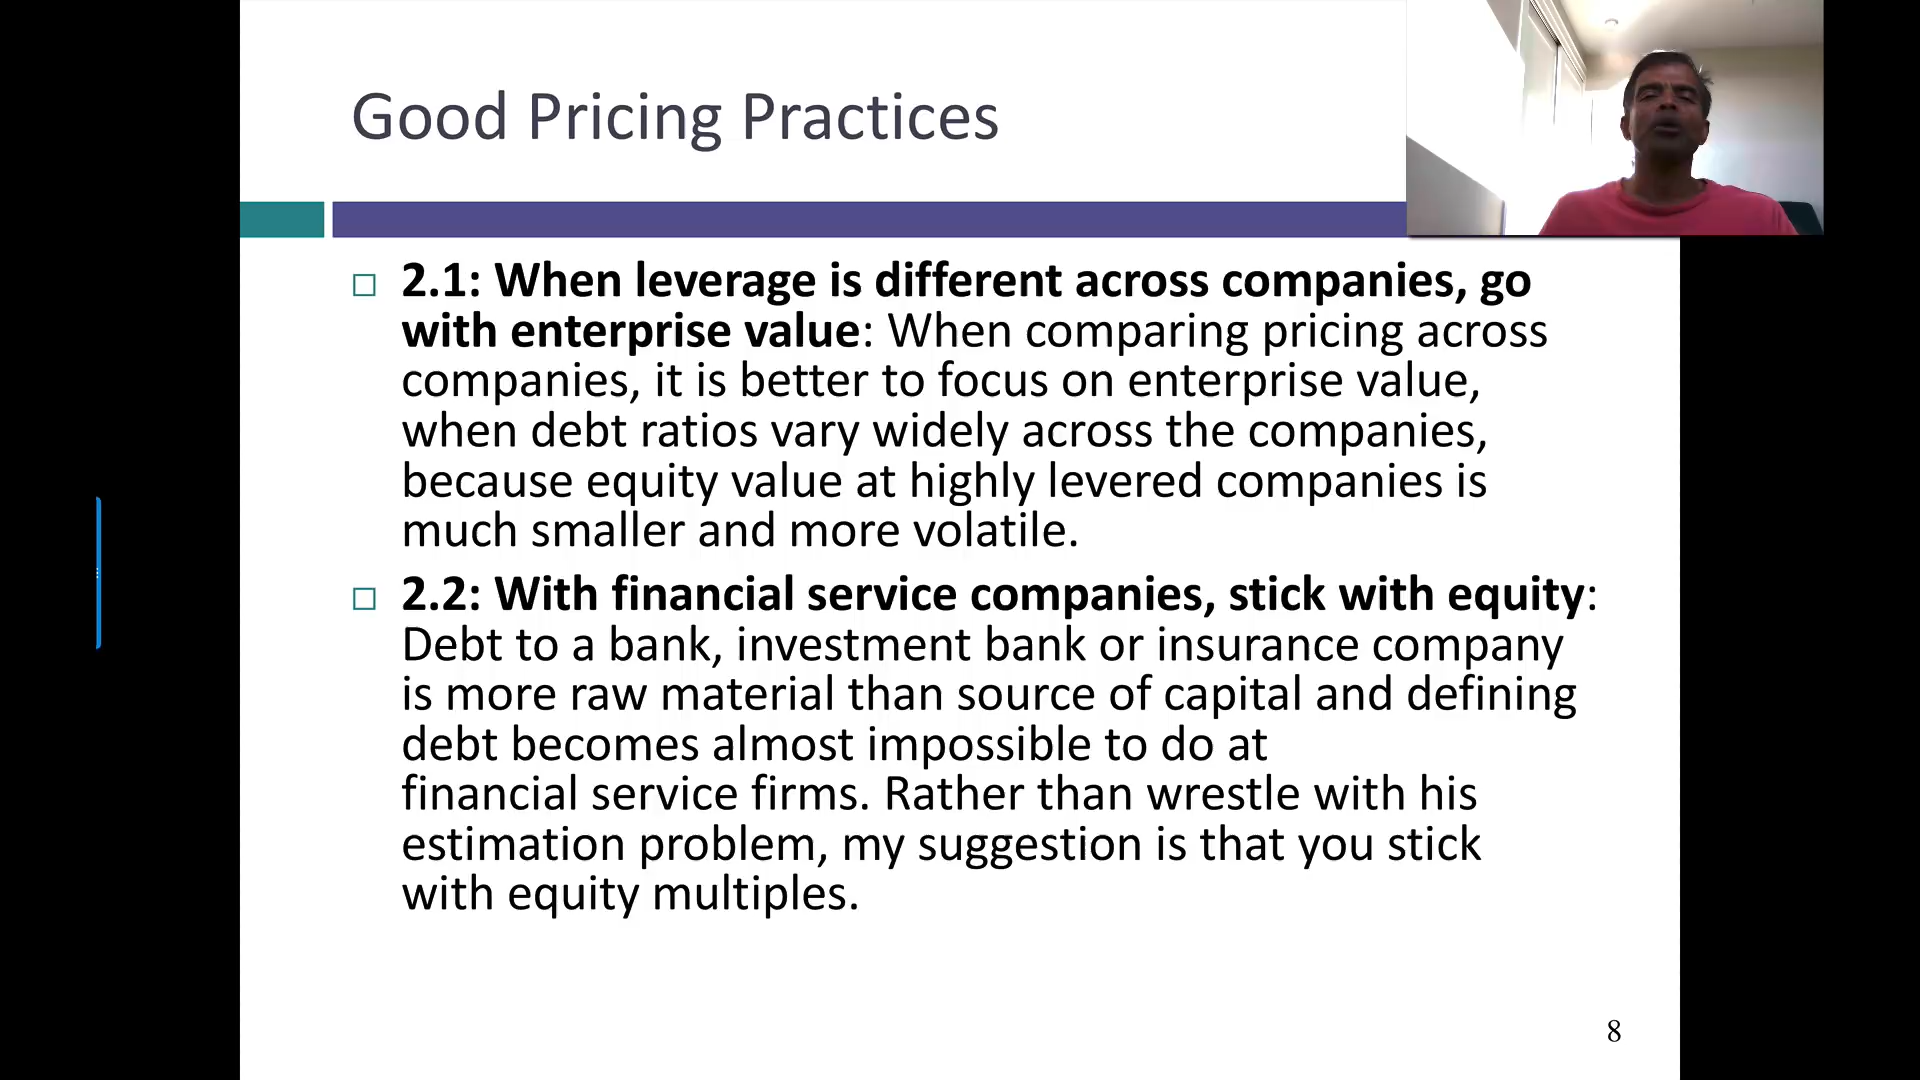 Good Pricing Practices
2.1: When leverage is different across companies, go
with enterprise value: When comparing pricing across
companies, it is better to focus on enterprise value,
when debt ratios vary widely across the companies,
because equity value at highly levered companies is
much smaller and more volatile.
2.2: With financial service companies, stick with equity:
Debt to a bank, investment bank or insurance company
is more raw material than source of capital and defining
debt becomes almost impossible to do at
financial service firms. Rather than wrestle with his
estimation problem, my suggestion is that you stick
with equity multiples.
8